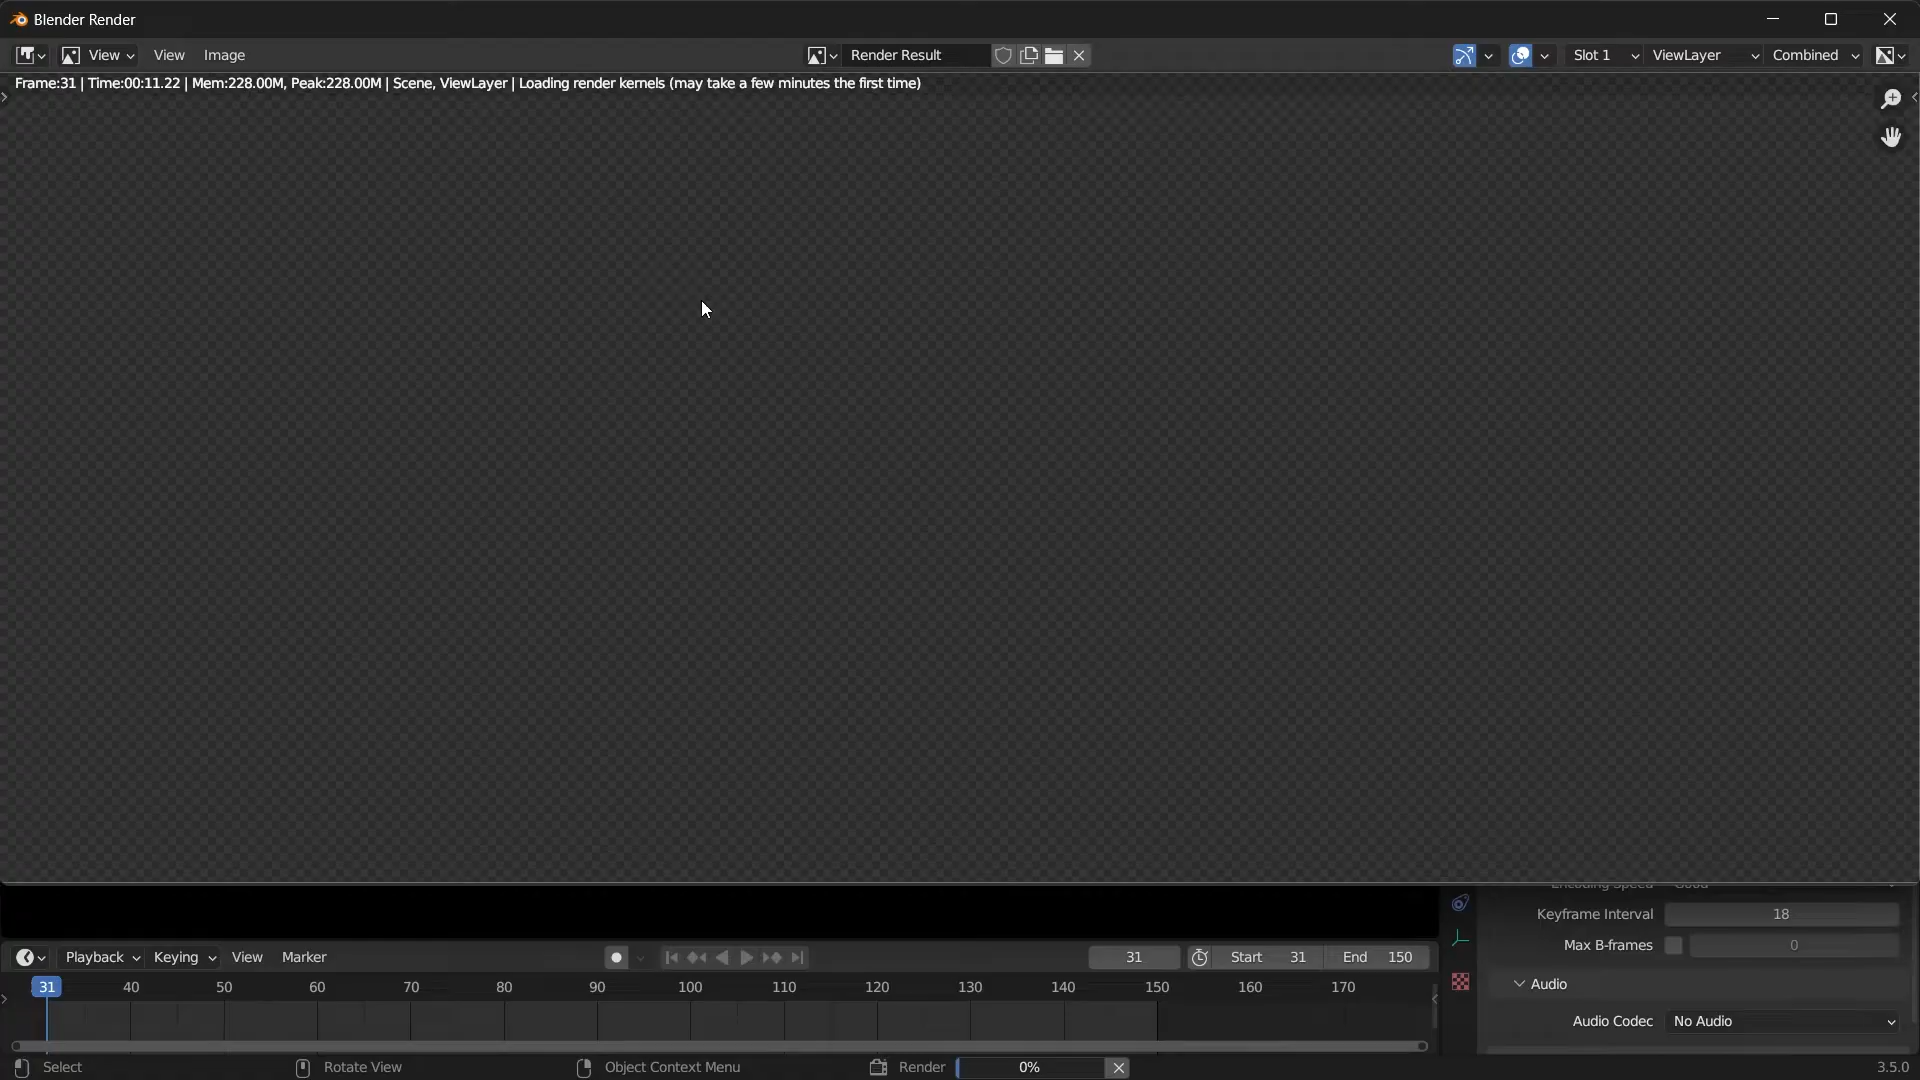 Blender Render
View View Image Render Result Slot 1 ViewLayer Combined
Frame:31 | Time:00:11.22 | Mem:228.00M, Peak:228.00M | Scene, ViewLayer | Loading render kernels (may take a few minutes the first time)
Encoding Speed Good
Keyframe Interval 18
Max B-frames 0
Playback Keying View Marker 31 Start 31 End 150
Audio
31 40 50 60 70 80 90 100 110 120 130 140 150 160 170
Audio Codec No Audio
Select Rotate View Object Context Menu Render 0% 3.5.0